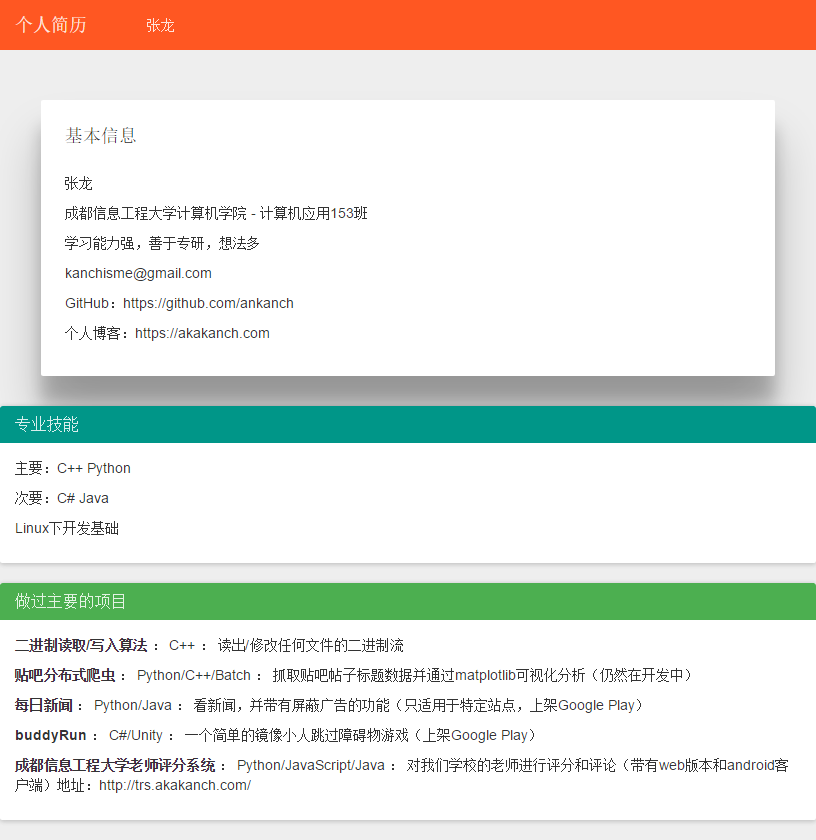 个人简历 张龙
基本信息
张龙
成都信息工程大学计算机学院 - 计算机应用153班
学习能力强，善于专研，想法多
kanchisme@gmail.com
GitHub：https://github.com/ankanch
个人博客：https://akakanch.com
专业技能
主要：C++ Python
次要：C# Java
Linux下开发基础
做过主要的项目
二进制读取/写入算法 ： C++ ： 读出/修改任何文件的二进制流
贴吧分布式爬虫 ： Python/C++/Batch ： 抓取贴吧帖子标题数据并通过matplotlib可视化分析（仍然在开发中）
每日新闻 ： Python/Java ： 看新闻，并带有屏蔽广告的功能（只适用于特定站点，上架Google Play）
buddyRun ： C#/Unity ： 一个简单的镜像小人跳过障碍物游戏（上架Google Play）
成都信息工程大学老师评分系统 ： Python/JavaScript/Java ： 对我们学校的老师进行评分和评论（带有web版本和android客
户端）地址：http://trs.akakanch.com/